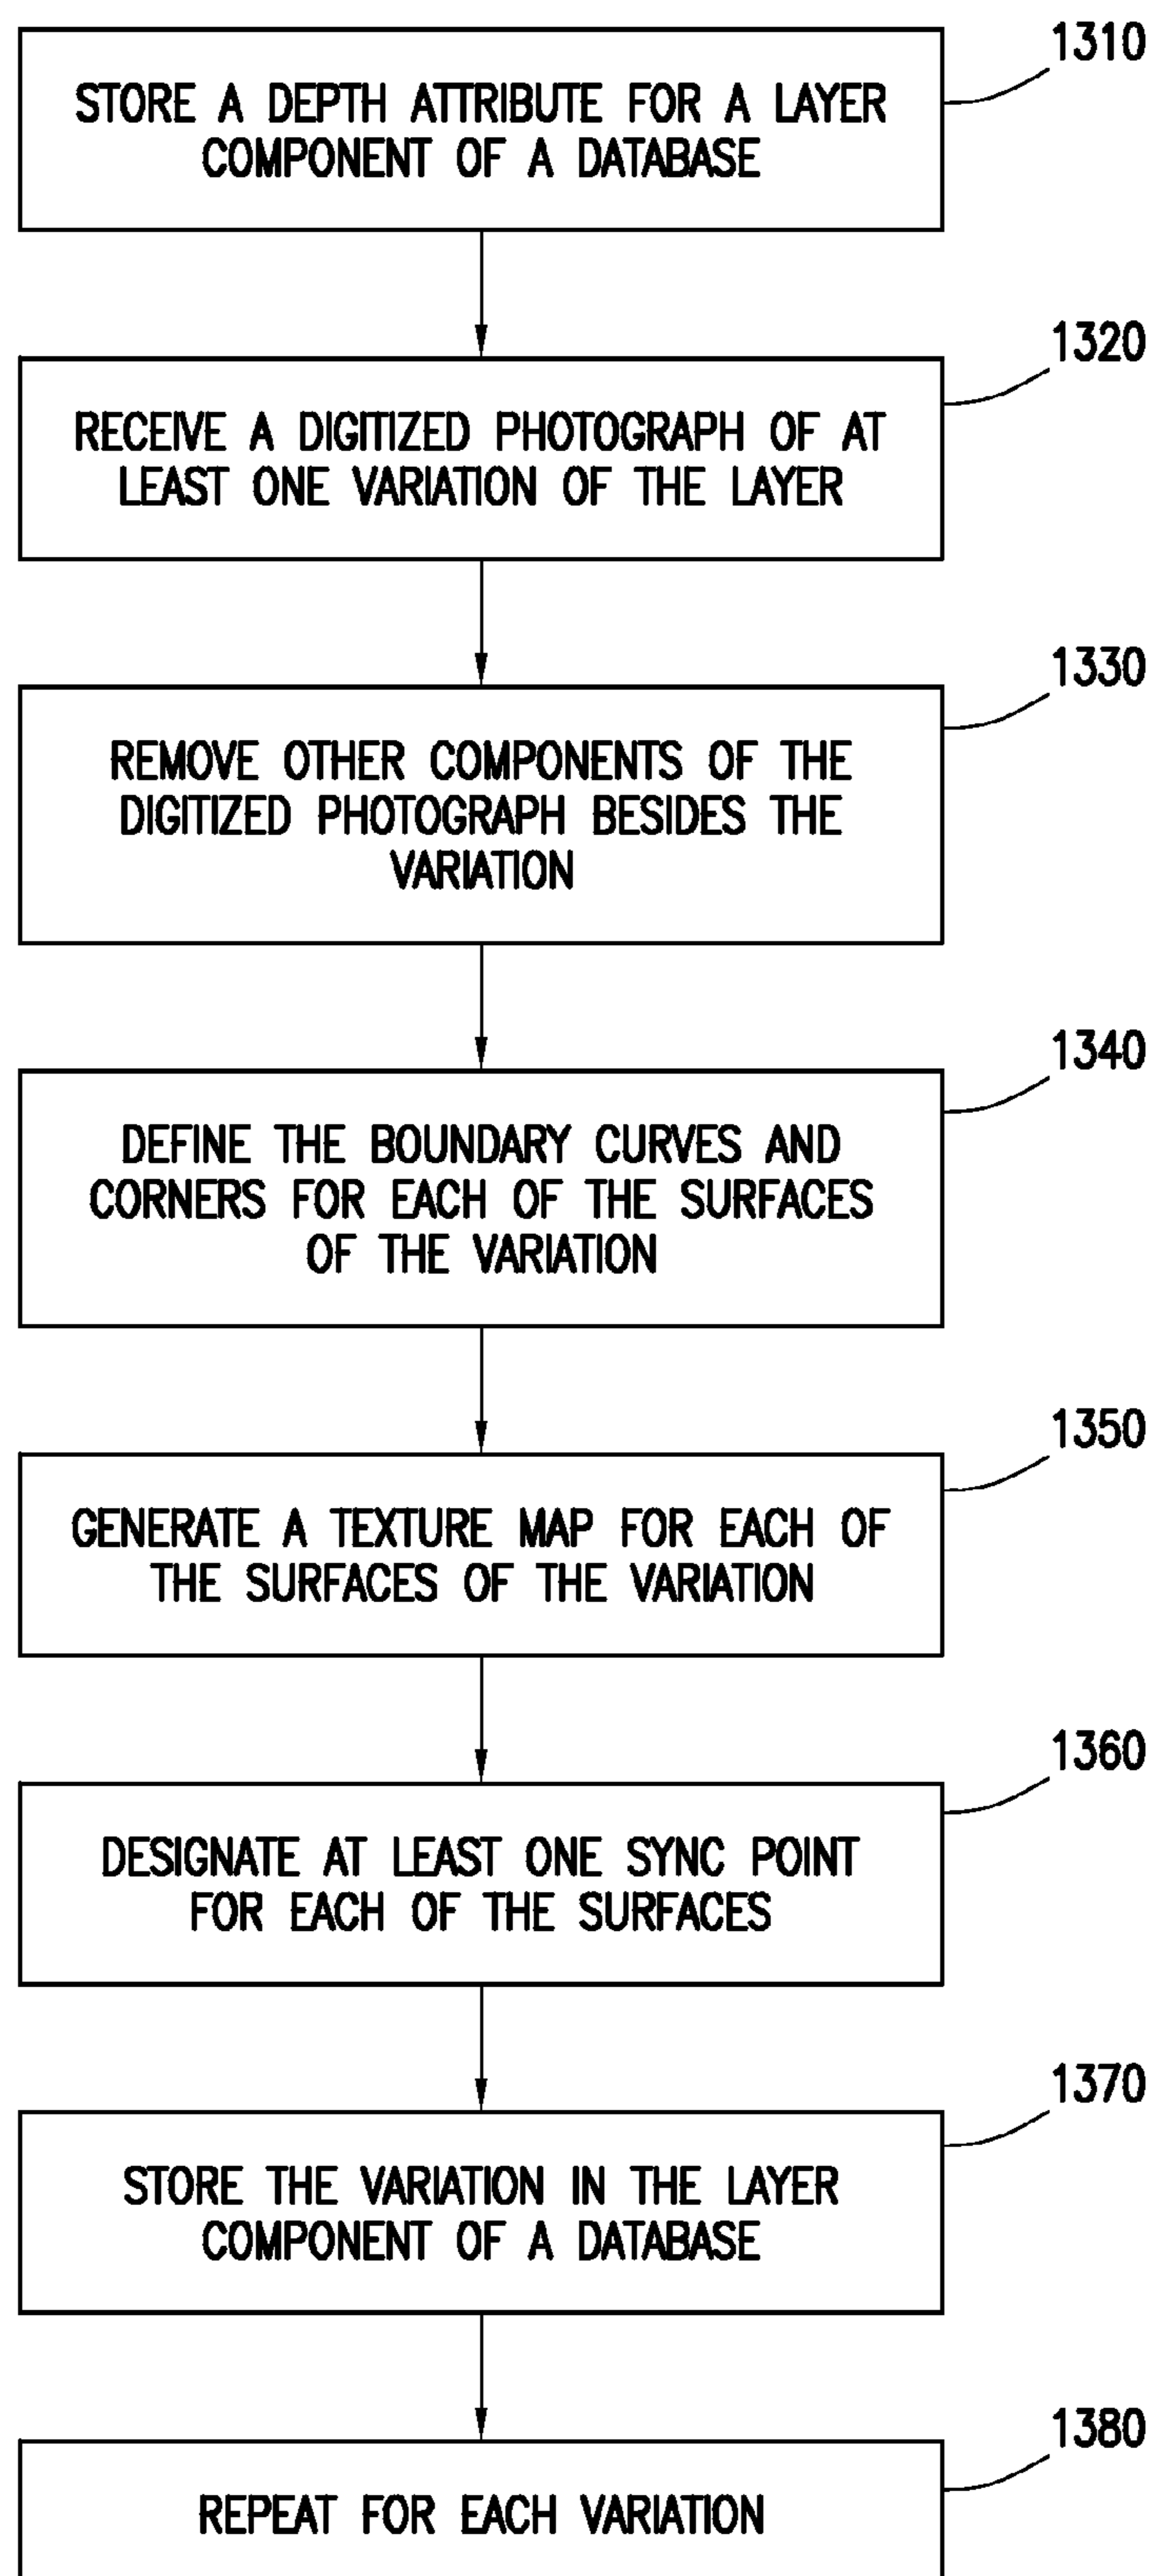 1310
STORE A DEPTH ATTRIBUTE FOR A LAYER
COMPONENT OF A DATABASE
1320
RECEIVE A DIGITIZED PHOTOGRAPH OF AT
LEAST ONE VARIATION OF THE LAYER
1330
REMOVE OTHER COMPONENTS OF THE
DIGITIZED PHOTOGRAPH BESIDES THE
VARIATION
1340
DEFINE THE BOUNDARY CURVES AND
CORNERS FOR EACH OF THE SURFACES
OF THE VARIATION
1350
GENERATE A TEXTURE MAP FOR EACH OF
THE SURFACES OF THE VARIATION
1360
DESIGNATE AT LEAST ONE SYNC POINT
FOR EACH OF THE SURFACES
1370
STORE THE VARIATION IN THE LAYER
COMPONENT OF A DATABASE
1380
REPEAT FOR EACH VARIATION